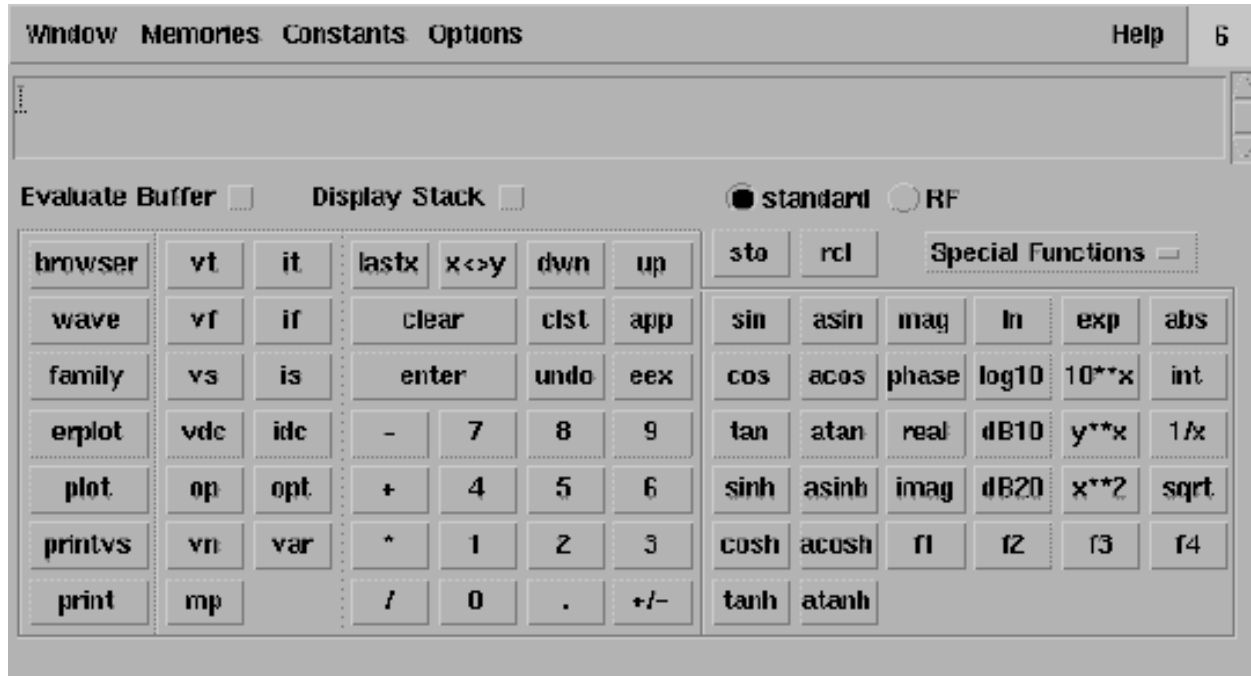 Window Memories Constants Options Help 6
Evaluate Buffer Display Stack standard RF
browser vt it lastx x<>y dwn up sto rcl Special Functions
wave vf if clear clst app sin asin mag ln exp abs
family vs is enter undo eex cos acos phase log10 10**x int
erplot vdc idc - 7 8 9 tan atan real dB10 y**x 1/x
plot op opt + 4 5 6 sinh asinh imag dB20 x**2 sqrt
printvs vn var * 1 2 3 cosh acosh f1 f2 f3 f4
print mp / 0 . +/- tanh atanh